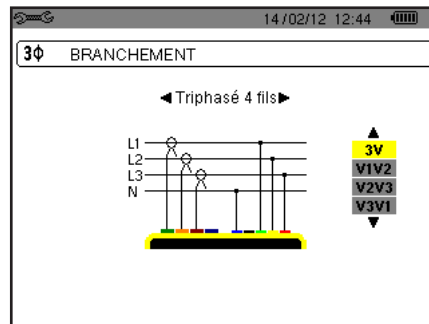 14/02/12 12:44
3Φ BRANCHEMENT
◀Triphasé 4 fils▶
L1
L2
L3
N
3V
V1V2
V2V3
V3V1